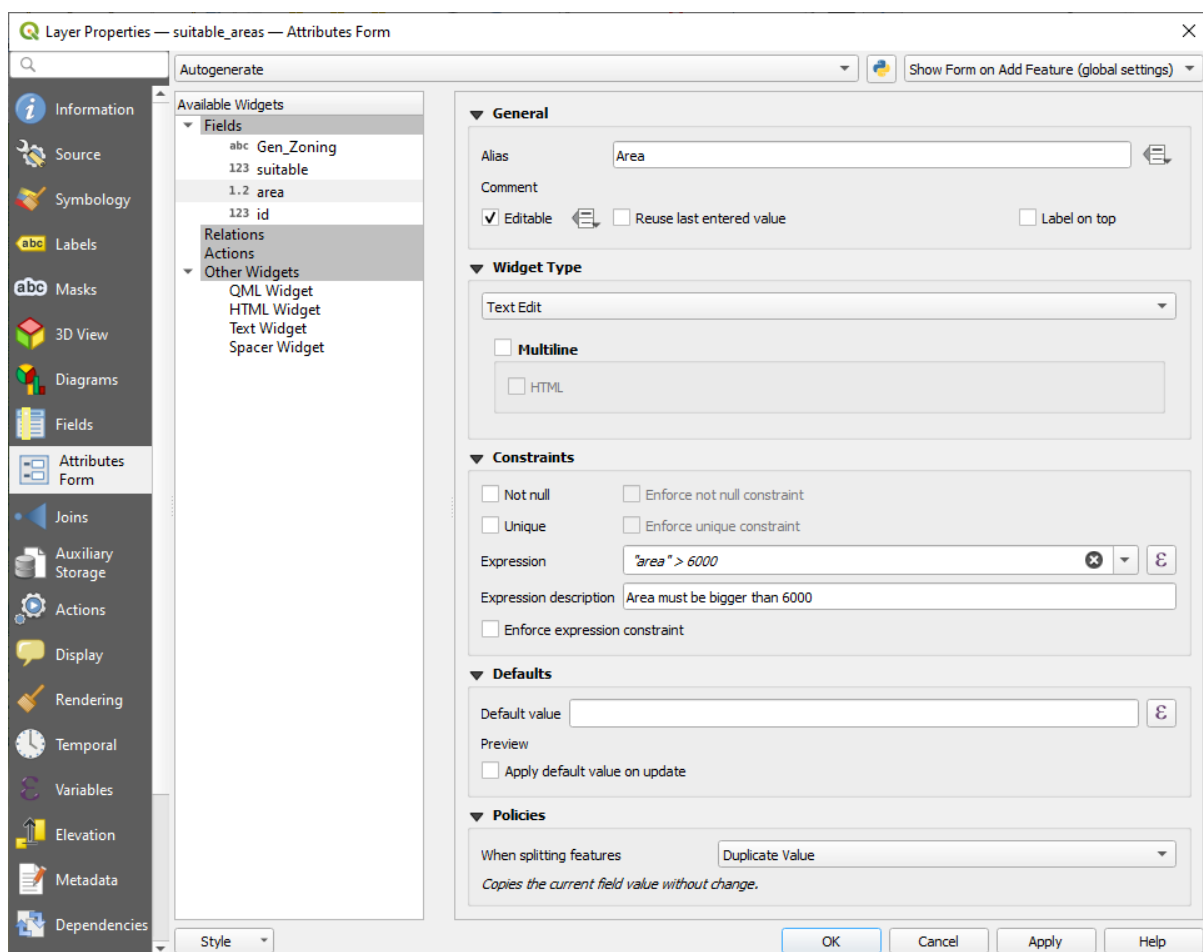 Layer Properties — suitable_areas — Attributes Form
Autogenerate
Show Form on Add Feature (global settings)
Information
Source
Symbology
abc Labels
abc Masks
3D View
Diagrams
Fields
Attributes
Form
Joins
Auxiliary
Storage
Actions
Display
Rendering
Temporal
Variables
Elevation
Metadata
Dependencies
Available Widgets
Fields
abc Gen_Zoning
123 suitable
1.2 area
123 id
Relations
Actions
Other Widgets
QML Widget
HTML Widget
Text Widget
Spacer Widget
Style
General
Alias Area
Comment
Editable Reuse last entered value Label on top
Widget Type
Text Edit
Multiline
HTML
Constraints
Not null Enforce not null constraint
Unique Enforce unique constraint
Expression "area" > 6000 ε
Expression description Area must be bigger than 6000
Enforce expression constraint
Defaults
Default value ε
Preview
Apply default value on update
Policies
When splitting features Duplicate Value
Copies the current field value without change.
OK Cancel Apply Help